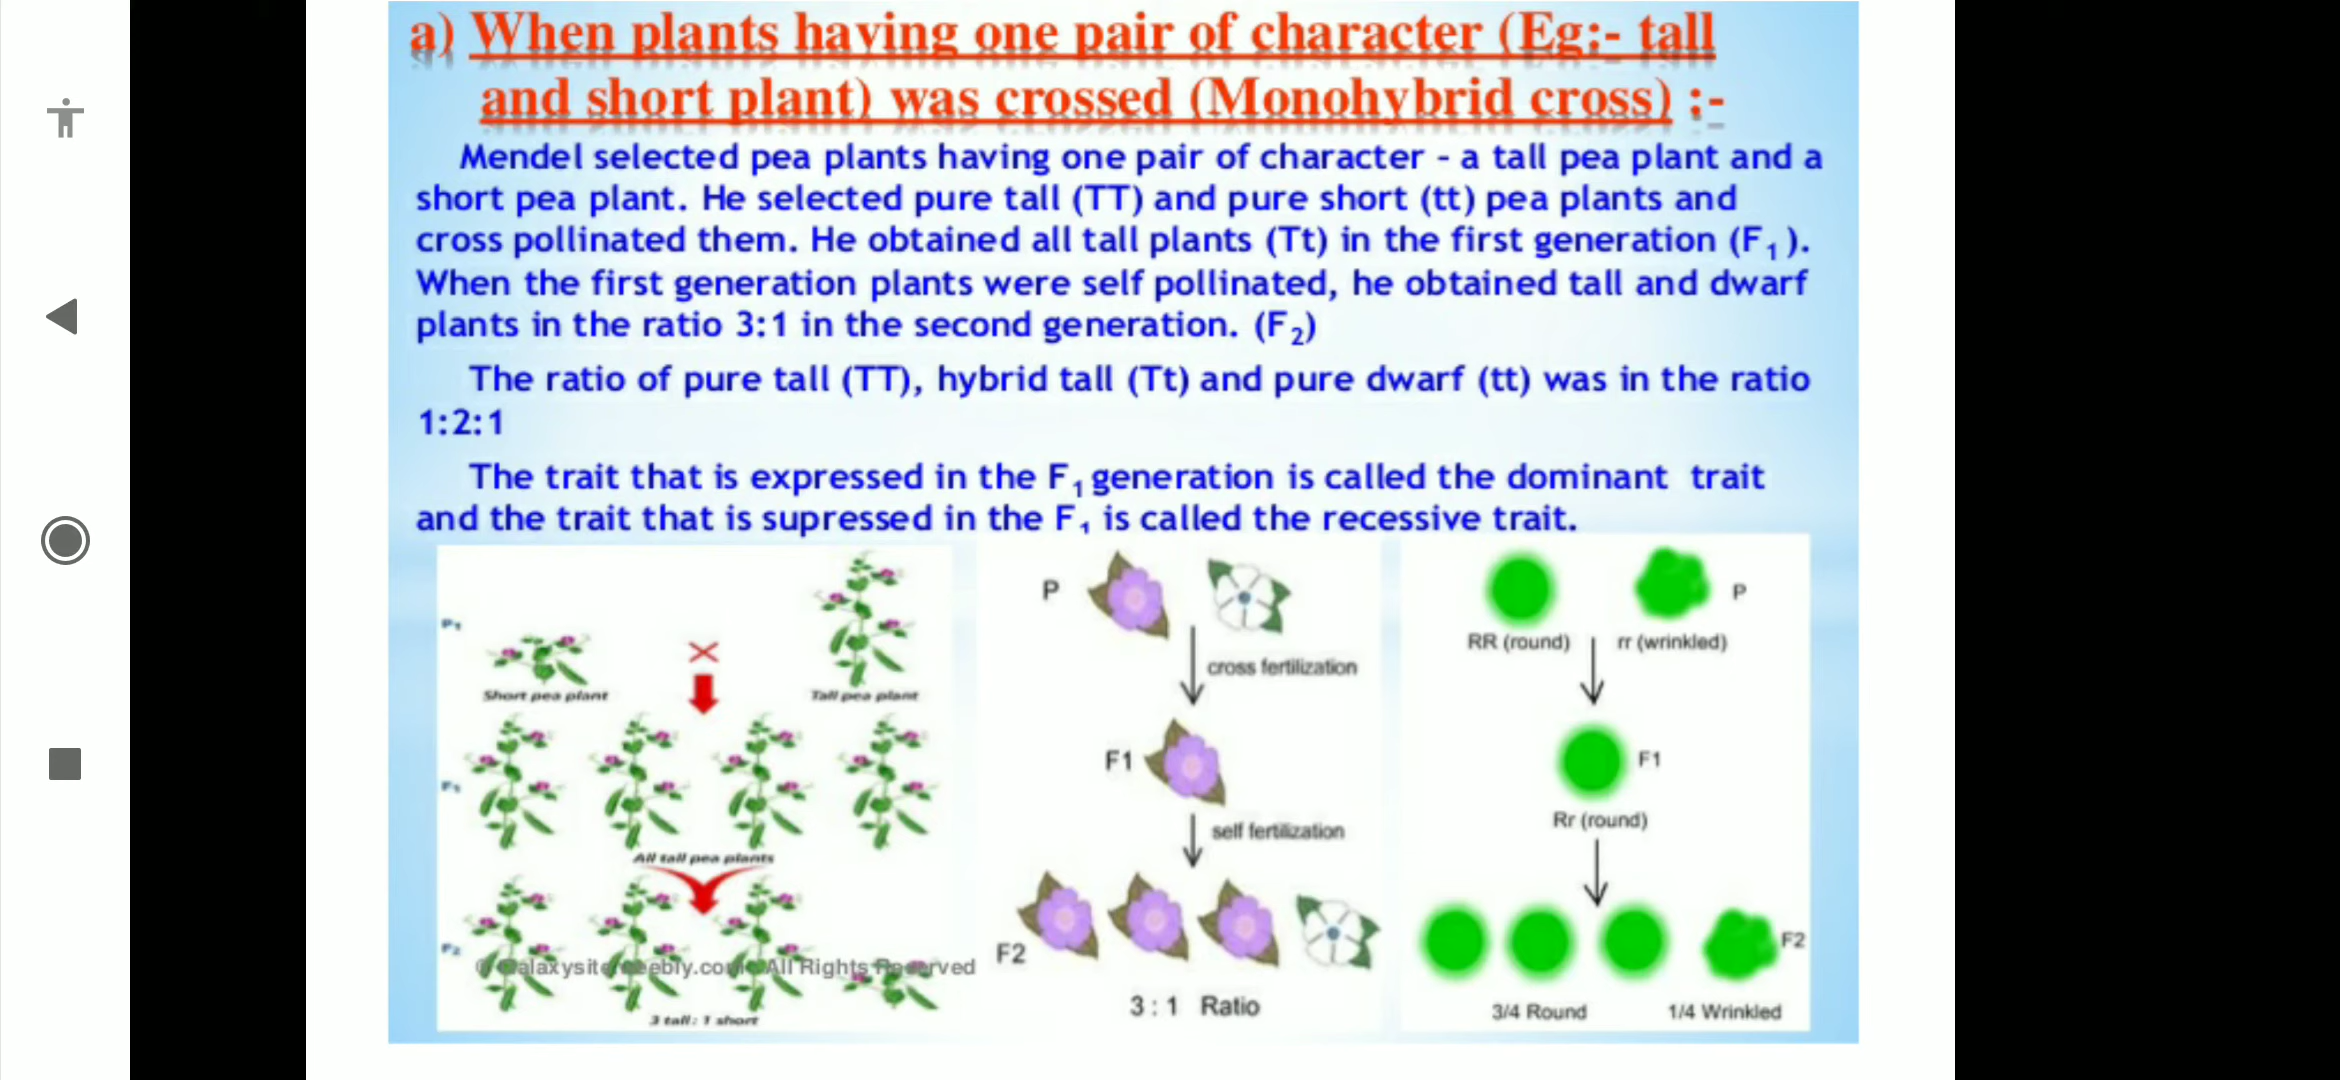 a) When plants having one pair of character (Eg:- tall
and short plant) was crossed (Monohybrid cross) :-
Mendel selected pea plants having one pair of character - a tall pea plant and a
short pea plant. He selected pure tall (TT) and pure short (tt) pea plants and
cross pollinated them. He obtained all tall plants (Tt) in the first generation (F₁).
When the first generation plants were self pollinated, he obtained tall and dwarf
plants in the ratio 3:1 in the second generation. (F₂)
The ratio of pure tall (TT), hybrid tall (Tt) and pure dwarf (tt) was in the ratio
1:2:1
The trait that is expressed in the F₁ generation is called the dominant trait
and the trait that is supressed in the F₁ is called the recessive trait.
P₁
Short pea plant
Tall pea plant
F₁
All tall pea plants
F₂
All Rights Reserved
3 tall: 1 short
P
cross fertilization
F1
self fertilization
F2
3 : 1 Ratio
P
RR (round)
rr (wrinkled)
F1
Rr (round)
F2
3/4 Round
1/4 Wrinkled